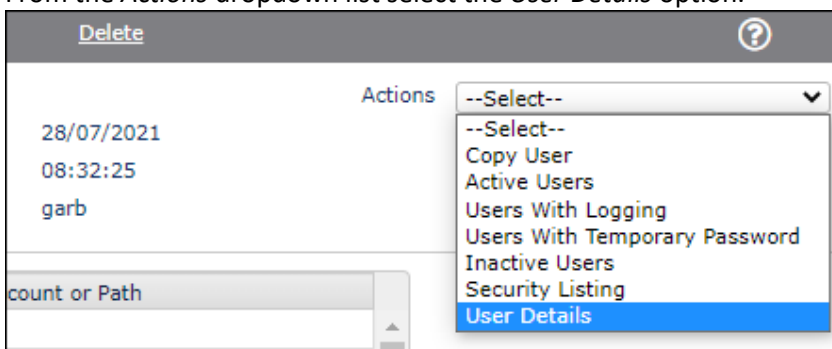 From the Actions dropdown list select the User Details option.
Delete
?
Actions --Select--
28/07/2021
08:32:25
garb
--Select--
Copy User
Active Users
Users With Logging
Users With Temporary Password
Inactive Users
Security Listing
User Details
count or Path